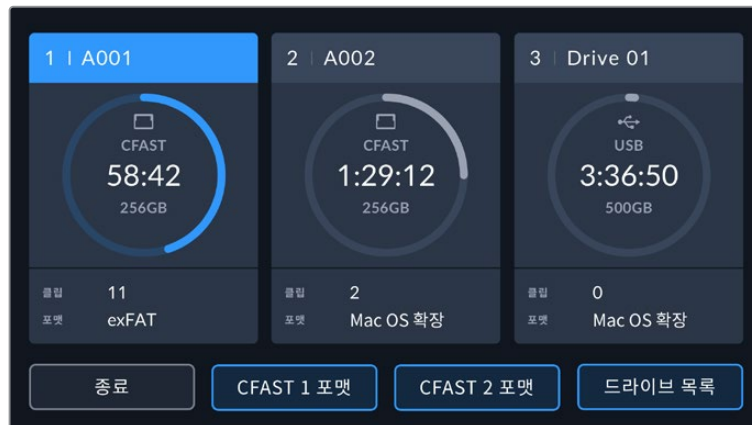 1 | A001
CFAST
58:42
256GB
클립 11
포맷 exFAT
2 | A002
CFAST
1:29:12
256GB
클립 2
포맷 Mac OS 확장
3 | Drive 01
USB
3:36:50
500GB
클립 0
포맷 Mac OS 확장
종료
CFAST 1 포맷
CFAST 2 포맷
드라이브 목록